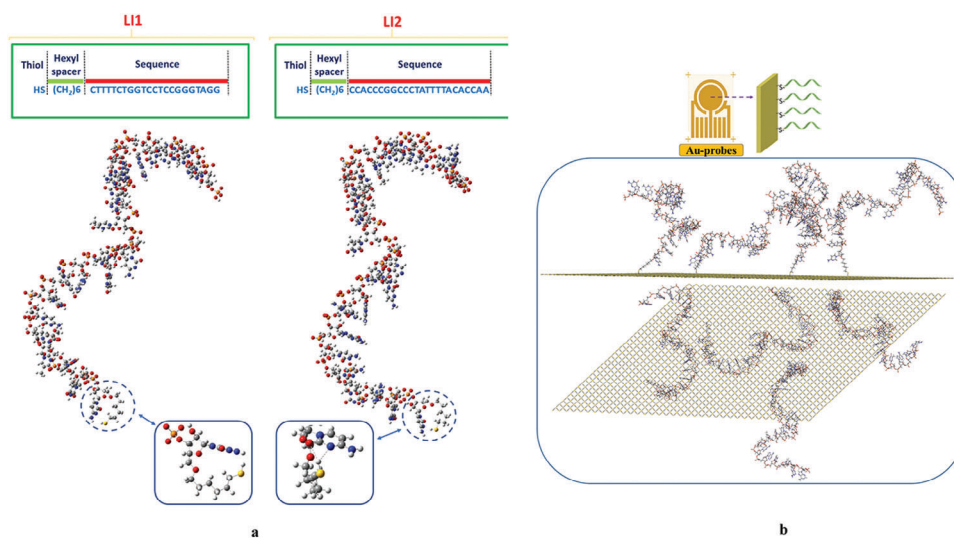 LI1
Thiol Hexyl spacer Sequence
HS (CH2)6 CTTTTCTGGTCCTCCGGGTAGG
LI2
Thiol Hexyl spacer Sequence
HS (CH2)6 CCACCCGGCCCTATTTTACACCAA
Au-probes
S
S
S
S
a
b